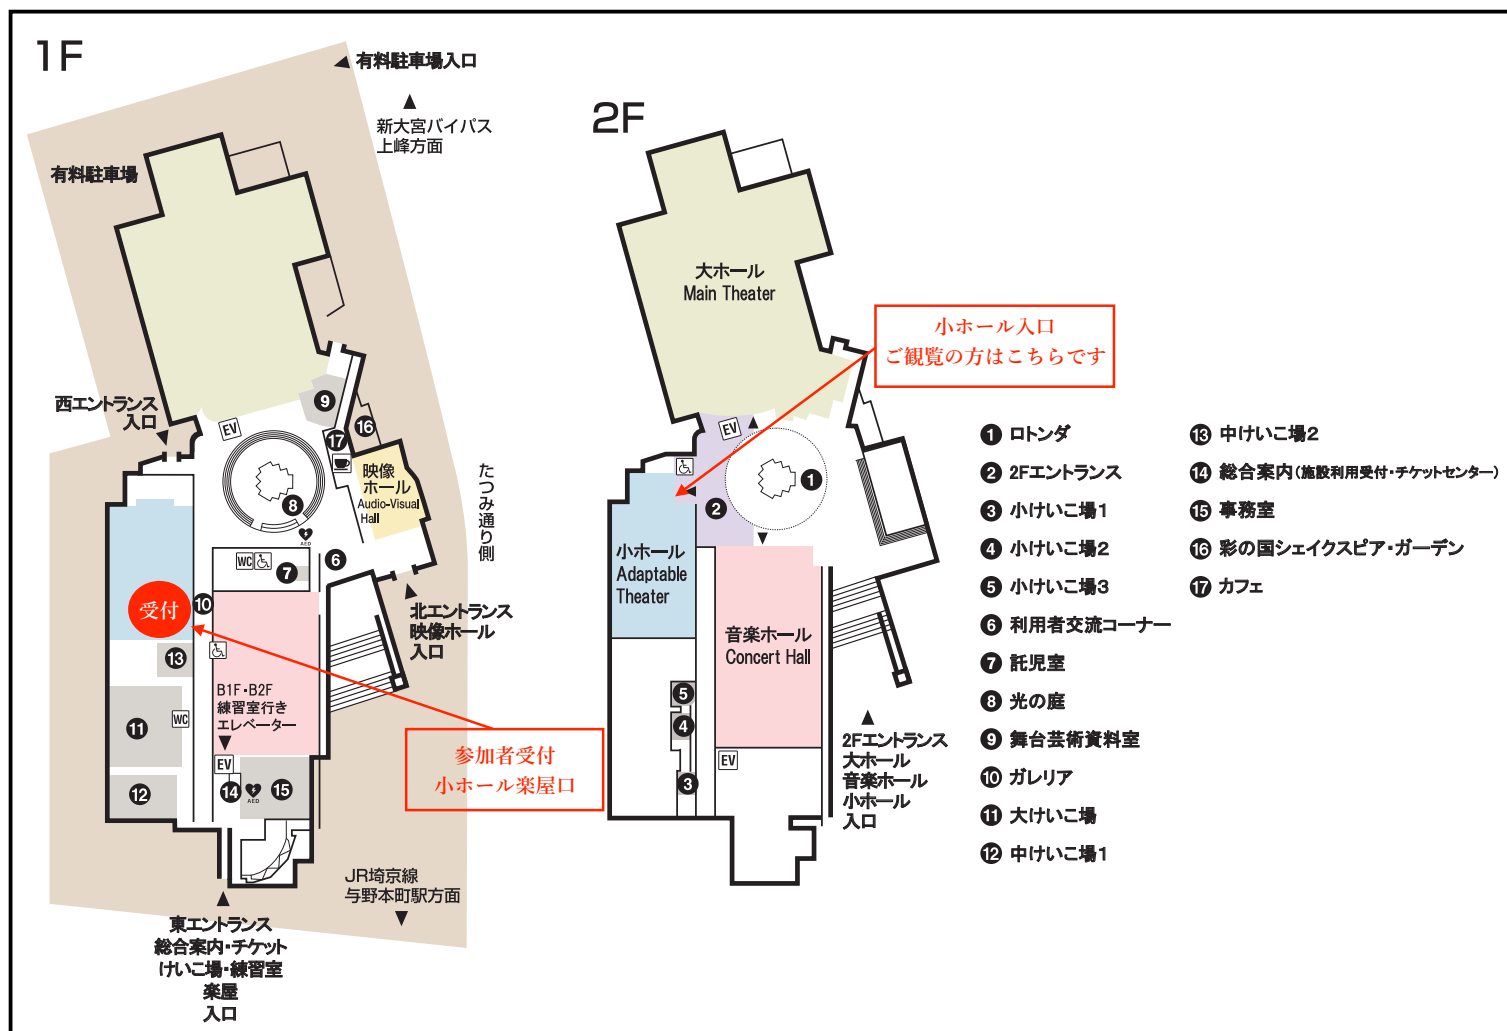 1F
有料駐車場入口
新大宮バイパス
上峰方面
有料駐車場
西エントランス
入口
EV
9
16
17
映像
ホール
Audio-Visual
Hall
8
AED
たつみ通り側
WC
7
6
受付
10
北エントランス
映像ホール
入口
13
B1F・B2F
練習室行き
エレベーター
11
WC
EV
14
AED
15
12
参加者受付
小ホール楽屋口
JR埼京線
与野本町駅方面
東エントランス
総合案内・チケット
けいこ場・練習室
楽屋
入口
2F
大ホール
Main Theater
小ホール入口
ご観覧の方はこちらです
EV
1
2
小ホール
Adaptable
Theater
音楽ホール
Concert Hall
5
4
3
EV
2Fエントランス
大ホール
音楽ホール
小ホール
入口
1 ロトンダ
2 2Fエントランス
3 小けいこ場1
4 小けいこ場2
5 小けいこ場3
6 利用者交流コーナー
7 託児室
8 光の庭
9 舞台芸術資料室
10 ガレリア
11 大けいこ場
12 中けいこ場1
13 中けいこ場2
14 総合案内(施設利用受付・チケットセンター)
15 事務室
16 彩の国シェイクスピア・ガーデン
17 カフェ